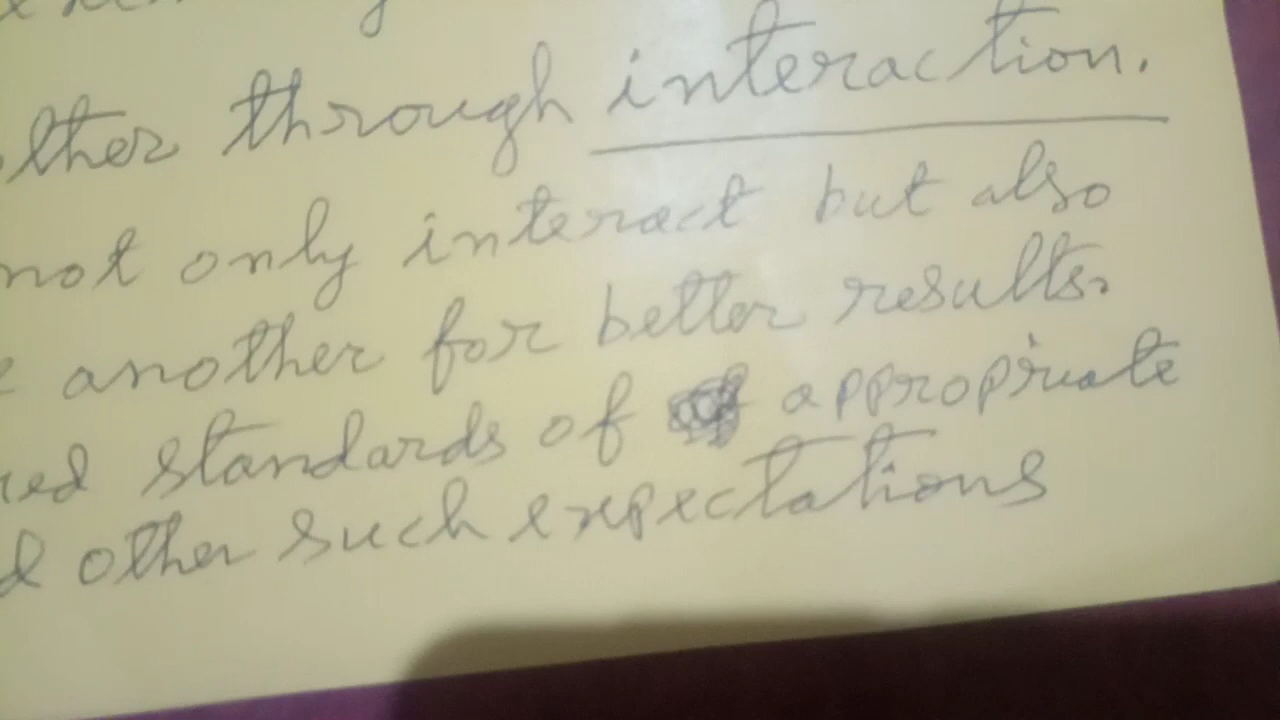 other through interaction.
not only interact but also
another for better results.
standards of appropriate
other such expectations